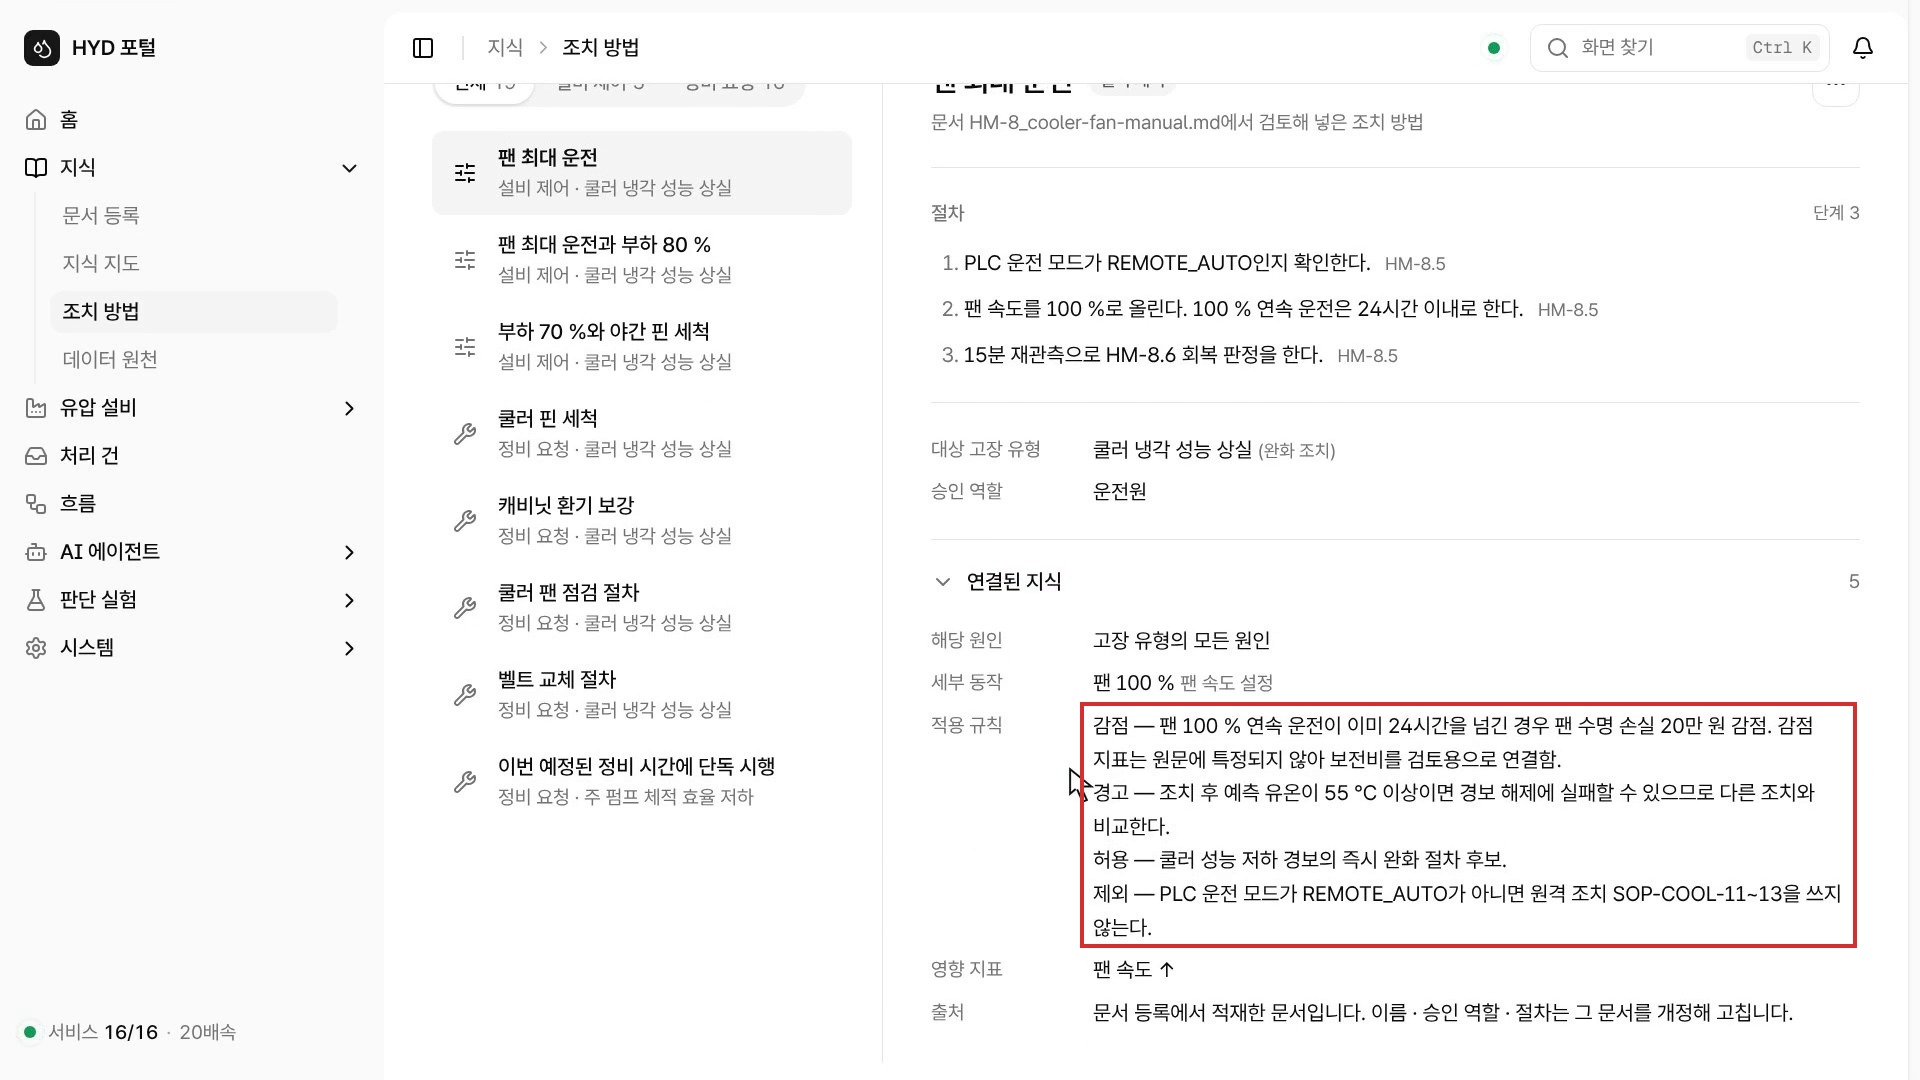 HYD 포털
홈
지식
문서 등록
지식 지도
조치 방법
데이터 원천
유압 설비
처리 건
흐름
AI 에이전트
판단 실험
시스템
서비스 16/16 · 20배속
지식 > 조치 방법
화면 찾기 Ctrl K
팬 최대 운전
설비 제어 · 쿨러 냉각 성능 상실
팬 최대 운전과 부하 80 %
설비 제어 · 쿨러 냉각 성능 상실
부하 70 %와 야간 핀 세척
설비 제어 · 쿨러 냉각 성능 상실
쿨러 핀 세척
정비 요청 · 쿨러 냉각 성능 상실
캐비닛 환기 보강
정비 요청 · 쿨러 냉각 성능 상실
쿨러 팬 점검 절차
정비 요청 · 쿨러 냉각 성능 상실
벨트 교체 절차
정비 요청 · 쿨러 냉각 성능 상실
이번 예정된 정비 시간에 단독 시행
정비 요청 · 주 펌프 체적 효율 저하
팬 최대 운전
문서 HM-8_cooler-fan-manual.md에서 검토해 넣은 조치 방법
절차 단계 3
1. PLC 운전 모드가 REMOTE_AUTO인지 확인한다. HM-8.5
2. 팬 속도를 100 %로 올린다. 100 % 연속 운전은 24시간 이내로 한다. HM-8.5
3. 15분 재관측으로 HM-8.6 회복 판정을 한다. HM-8.5
대상 고장 유형 쿨러 냉각 성능 상실 (완화 조치)
승인 역할 운전원
연결된 지식 5
해당 원인 고장 유형의 모든 원인
세부 동작 팬 100 % 팬 속도 설정
적용 규칙 감점 — 팬 100 % 연속 운전이 이미 24시간을 넘긴 경우 팬 수명 손실 20만 원 감점. 감점
지표는 원문에 특정되지 않아 보전비를 검토용으로 연결함.
경고 — 조치 후 예측 유온이 55 °C 이상이면 경보 해제에 실패할 수 있으므로 다른 조치와
비교한다.
허용 — 쿨러 성능 저하 경보의 즉시 완화 절차 후보.
제외 — PLC 운전 모드가 REMOTE_AUTO가 아니면 원격 조치 SOP-COOL-11~13을 쓰지
않는다.
영향 지표 팬 속도 ↑
출처 문서 등록에서 적재한 문서입니다. 이름 · 승인 역할 · 절차는 그 문서를 개정해 고칩니다.